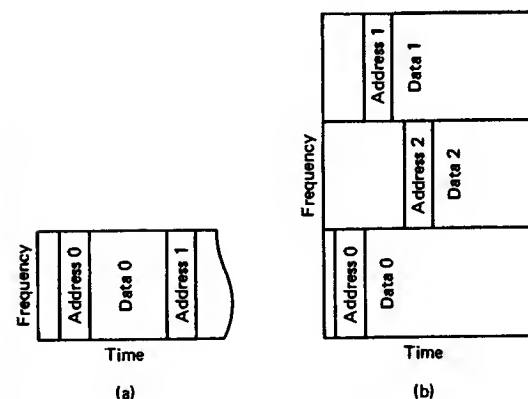 Frequency
Address 0
Data 0
Address 1
Time
(a)
Frequency
Address 1
Data 1
Address 2
Data 2
Address 0
Data 0
Time
(b)